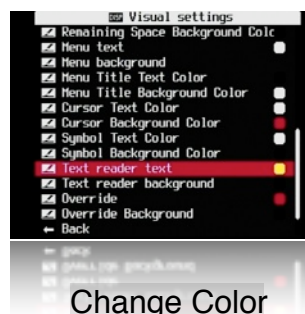 DISP Visual settings
Remaining Space Background Colc
Menu text
Menu background
Menu Title Text Color
Menu Title Background Color
Cursor Text Color
Cursor Background Color
Symbol Text Color
Symbol Background Color
Text reader text
Text reader background
Override
Override Background
← Back
Change Color